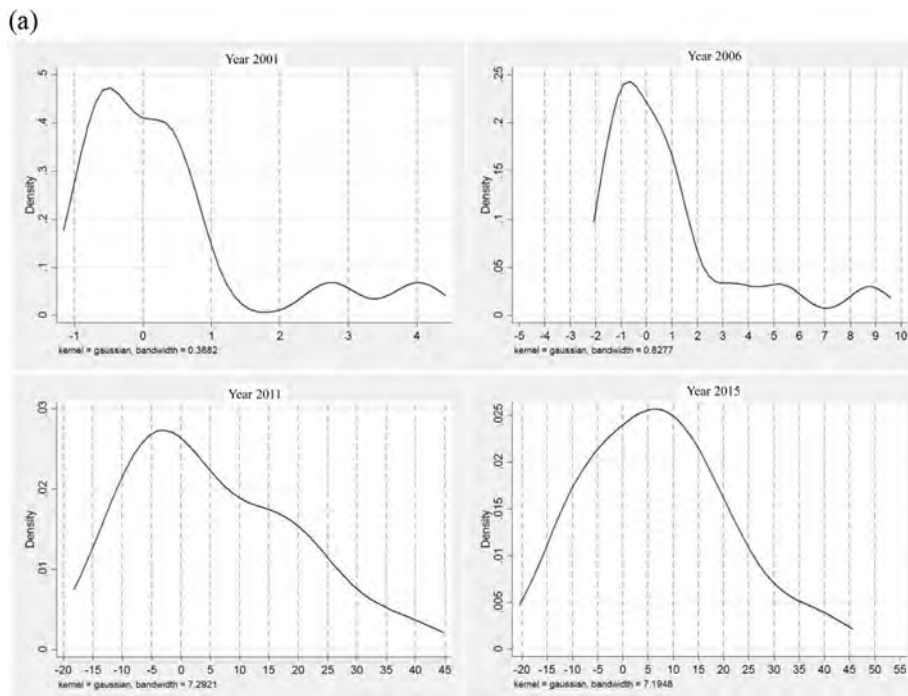 (a)
Year 2001
Density
.5
.4
.3
.2
.1
0
-1 0 1 2 3 4
kernel = gaussian, bandwidth = 0.3682
Year 2006
Density
.25
.2
.15
.1
.05
0
-5 -4 -3 -2 -1 0 1 2 3 4 5 6 7 8 9 10
kernel = gaussian, bandwidth = 0.8277
Year 2011
Density
.03
.02
.01
0
-20 -15 -10 -5 0 5 10 15 20 25 30 35 40 45
kernel = gaussian, bandwidth = 7.2921
Year 2015
Density
.025
.02
.015
.01
.005
0
-20 -15 -10 -5 0 5 10 15 20 25 30 35 40 45 50 55
kernel = gaussian, bandwidth = 7.1948